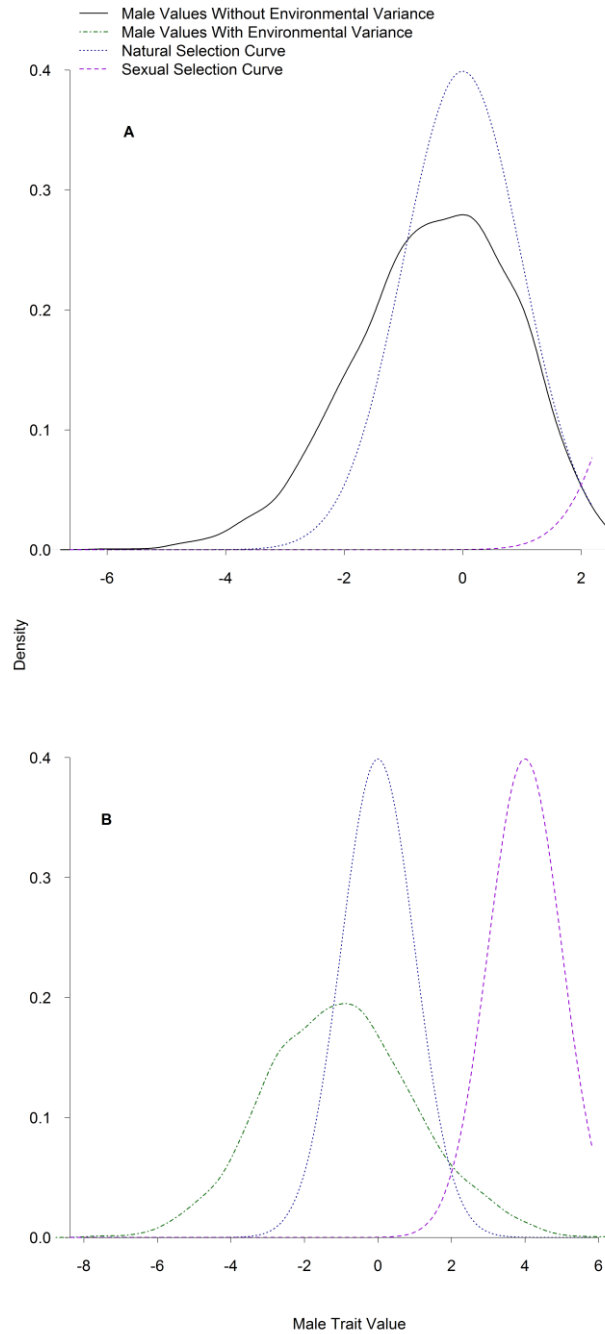 Male Values Without Environmental Variance
Male Values With Environmental Variance
Natural Selection Curve
Sexual Selection Curve
0.4
A
0.3
0.2
0.1
0.0
-6 -4 -2 0 2
Density
0.4
B
0.3
0.2
0.1
0.0
-8 -6 -4 -2 0 2 4 6
Male Trait Value